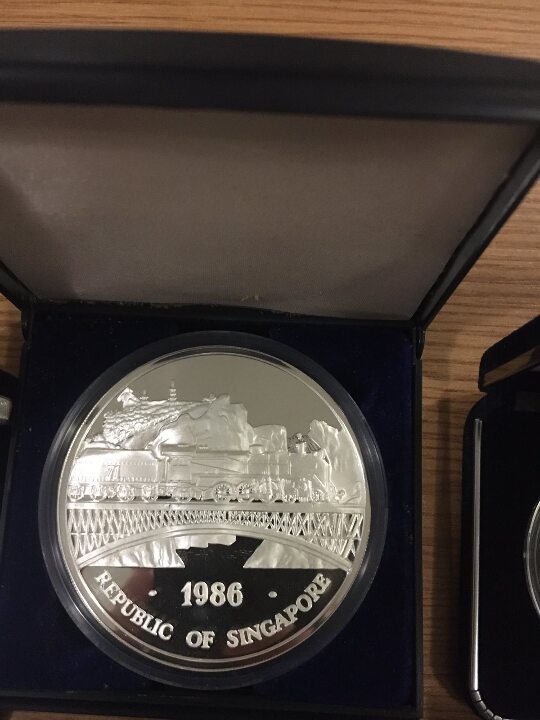 · 1986 ·
REPUBLIC OF SINGAPORE